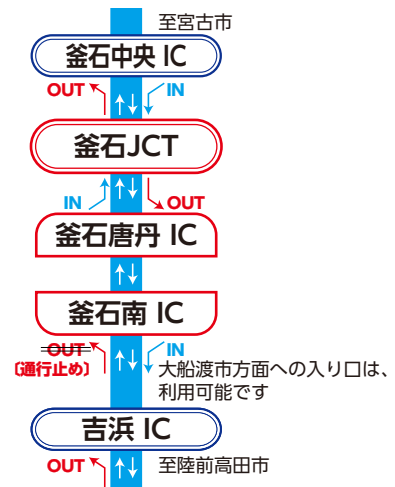 至宮古市
釜石中央 IC
OUT
IN
釜石JCT
IN
OUT
釜石唐丹 IC
釜石南 IC
OUT
IN
〔通行止め〕
大船渡市方面への入り口は、
利用可能です
吉浜 IC
OUT
至陸前高田市